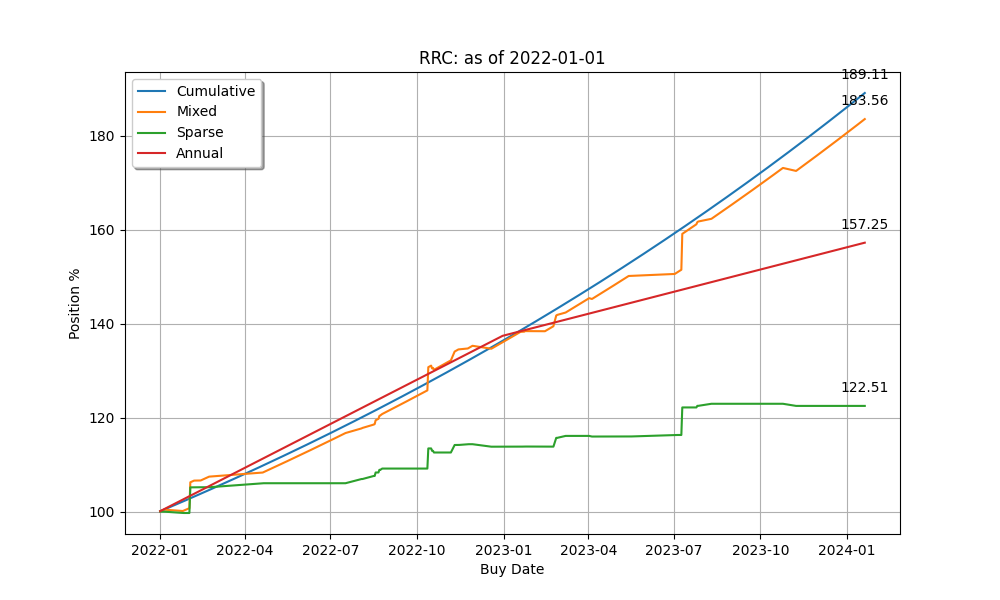 RRC: as of 2022-01-01
189.11
183.56
157.25
122.51
Cumulative
Mixed
Sparse
Annual
Position %
180
160
140
120
100
2022-01 2022-04 2022-07 2022-10 2023-01 2023-04 2023-07 2023-10 2024-01
Buy Date